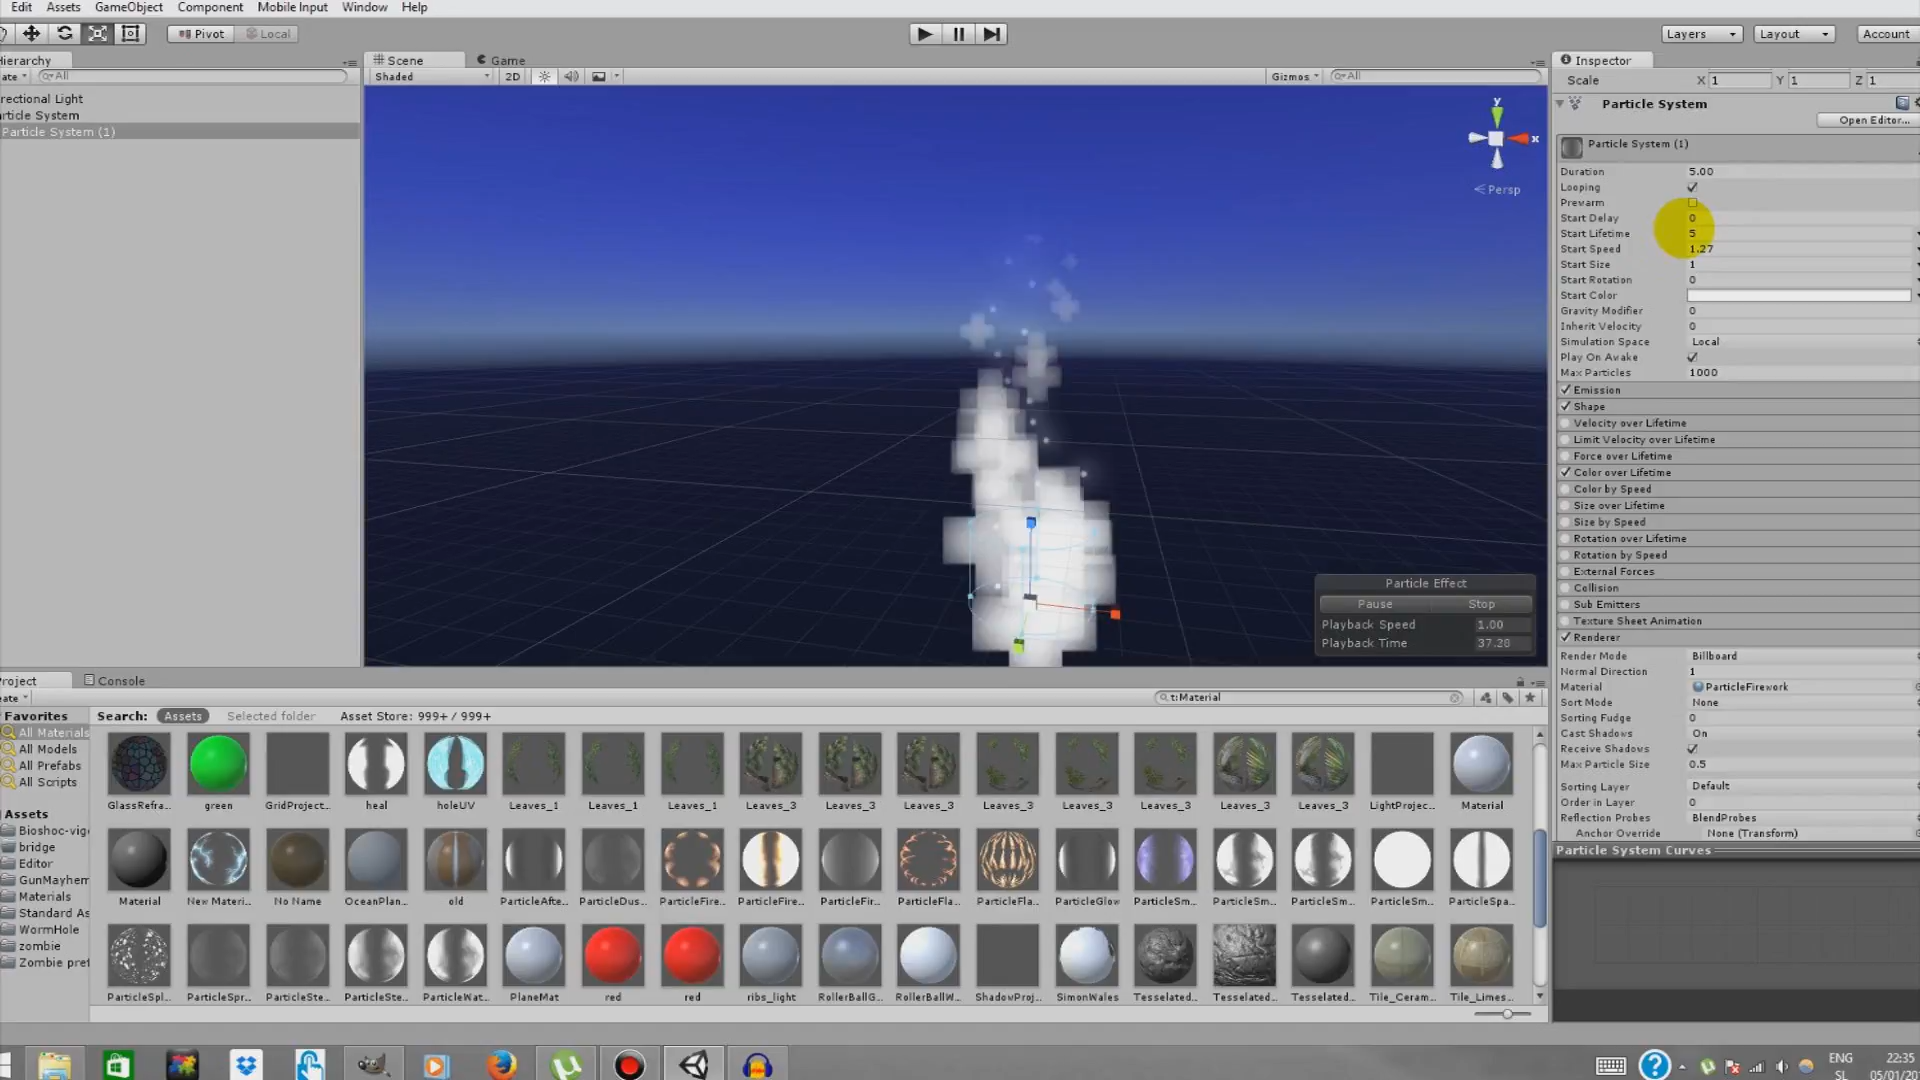 Edit Assets GameObject Component Mobile Input Window Help
Pivot Local Layers Layout Account
Hierarchy
All
Directional Light
Particle System
Particle System (1)
Scene Game
Shaded 2D Gizmos All
y
x
Persp
Particle Effect
Pause Stop
Playback Speed 1.00
Playback Time 37.28
Inspector
Scale X 1 Y 1 Z 1
Particle System
Open Editor...
Particle System (1)
Duration 5.00
Looping
Prewarm
Start Delay 0
Start Lifetime 5
Start Speed 1.27
Start Size 1
Start Rotation 0
Start Color
Gravity Modifier 0
Inherit Velocity 0
Simulation Space Local
Play On Awake
Max Particles 1000
Emission
Shape
Velocity over Lifetime
Limit Velocity over Lifetime
Force over Lifetime
Color over Lifetime
Color by Speed
Size over Lifetime
Size by Speed
Rotation over Lifetime
Rotation by Speed
External Forces
Collision
Sub Emitters
Texture Sheet Animation
Renderer
Render Mode Billboard
Normal Direction 1
Material ParticleFirework
Sort Mode None
Sorting Fudge 0
Cast Shadows On
Receive Shadows
Max Particle Size 0.5
Sorting Layer Default
Order in Layer 0
Reflection Probes BlendProbes
Anchor Override None (Transform)
Particle System Curves
Project Console
t:Material
Favorites
All Materials
All Models
All Prefabs
All Scripts
Assets
Bioshoc-vig
bridge
Editor
GunMayhem
Materials
Standard As
WormHole
zombie
Zombie pref
Search: Assets Selected folder Asset Store: 999+ / 999+
GlassRefra... green GridProject... heal holeUV Leaves_1 Leaves_1 Leaves_1 Leaves_3 Leaves_3 Leaves_3 Leaves_3 Leaves_3 Leaves_3 Leaves_3 Leaves_3 LightProjec... Material
Material New Materi... No Name OceanPlan... old ParticleAfte... ParticleDus... ParticleFire... ParticleFire... ParticleFir... ParticleFla... ParticleFla... ParticleGlow ParticleSm... ParticleSm... ParticleSm... ParticleSm... ParticleSpa...
ParticleSpl... ParticleSpr... ParticleSte... ParticleSte... ParticleWat... PlaneMat red red ribs_light RollerBallG... RollerBallW... ShadowProj... SimonWales Tesselated... Tesselated... Tesselated... Tile_Ceram... Tile_Limes...
ENG
SL
22:35
05/01/20